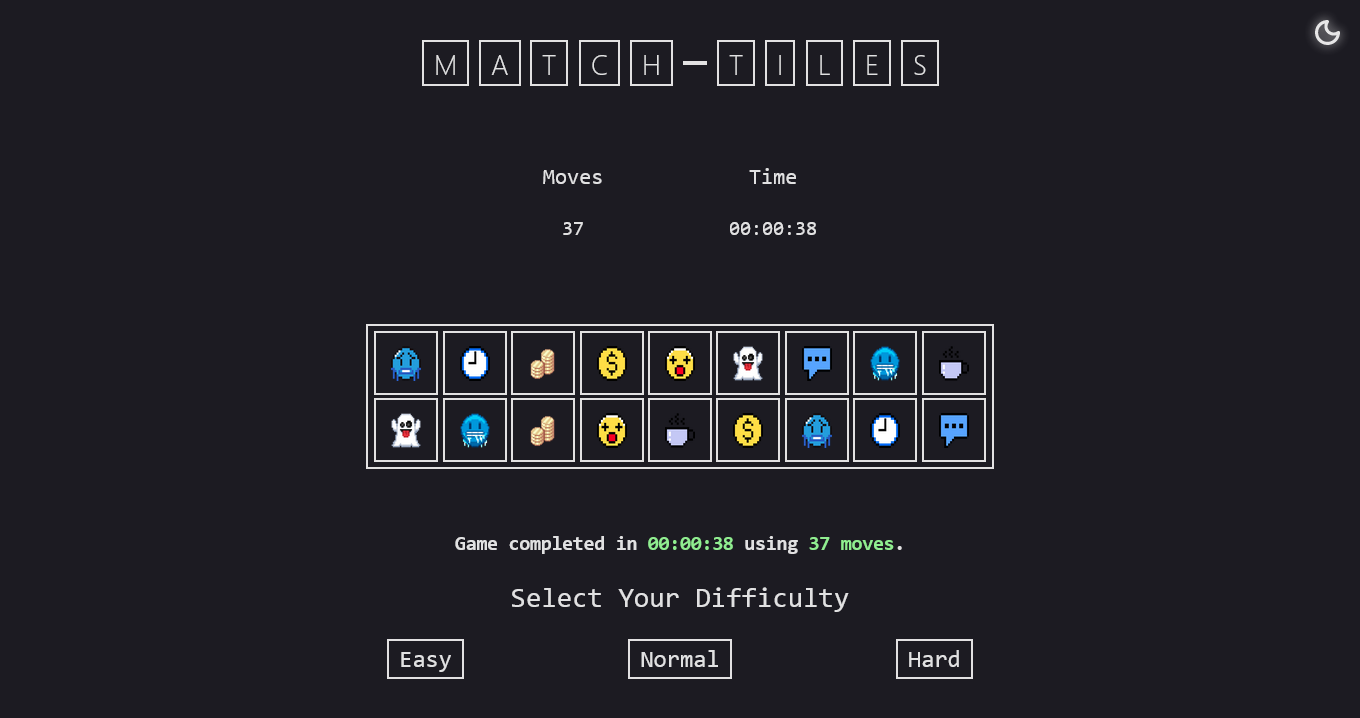 MATCH-TILES
Moves Time
37 00:00:38
Game completed in 00:00:38 using 37 moves.
Select Your Difficulty
Easy Normal Hard